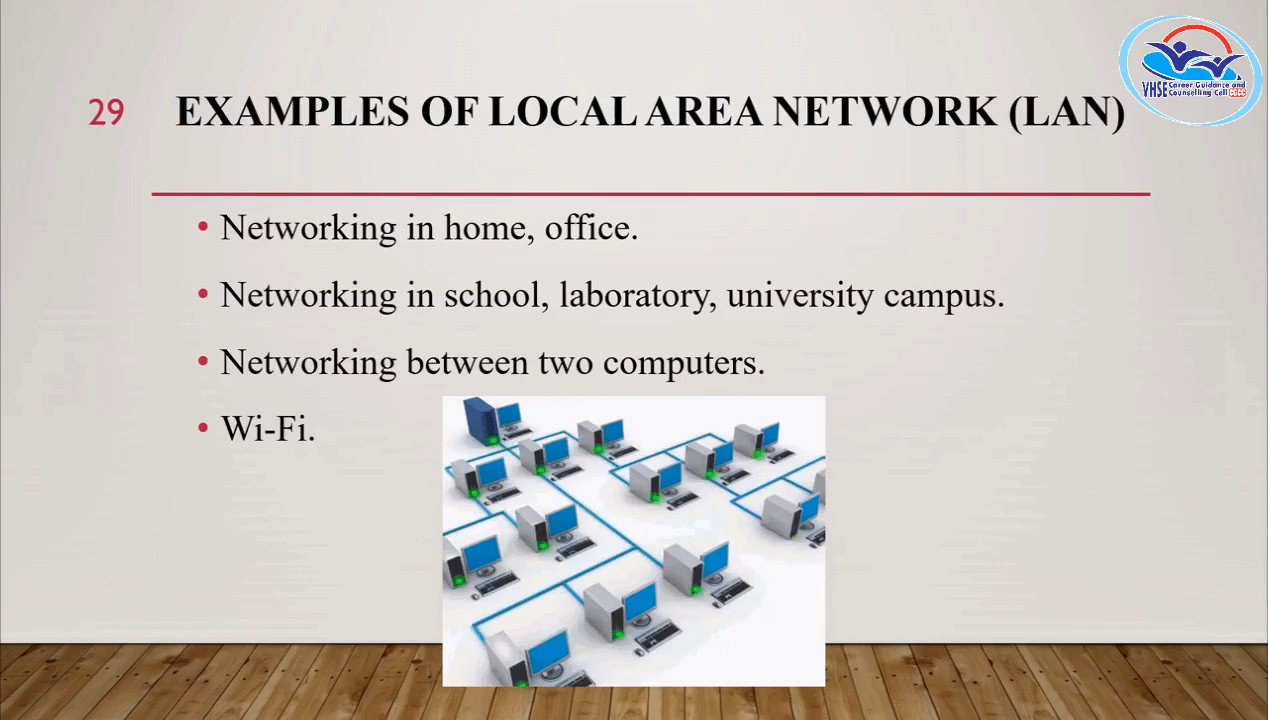 29 EXAMPLES OF LOCAL AREA NETWORK (LAN)
VHSE Career Guidance and
Counselling Cell CGCC
• Networking in home, office.
• Networking in school, laboratory, university campus.
• Networking between two computers.
• Wi-Fi.